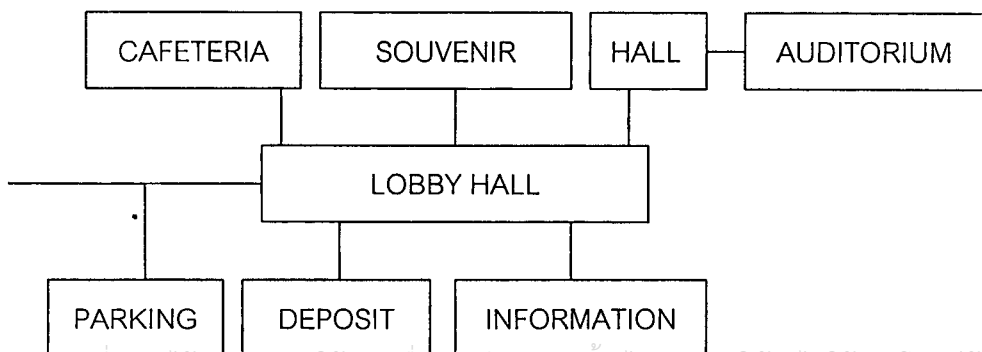 CAFETERIA
SOUVENIR
HALL
AUDITORIUM
LOBBY HALL
PARKING
DEPOSIT
INFORMATION